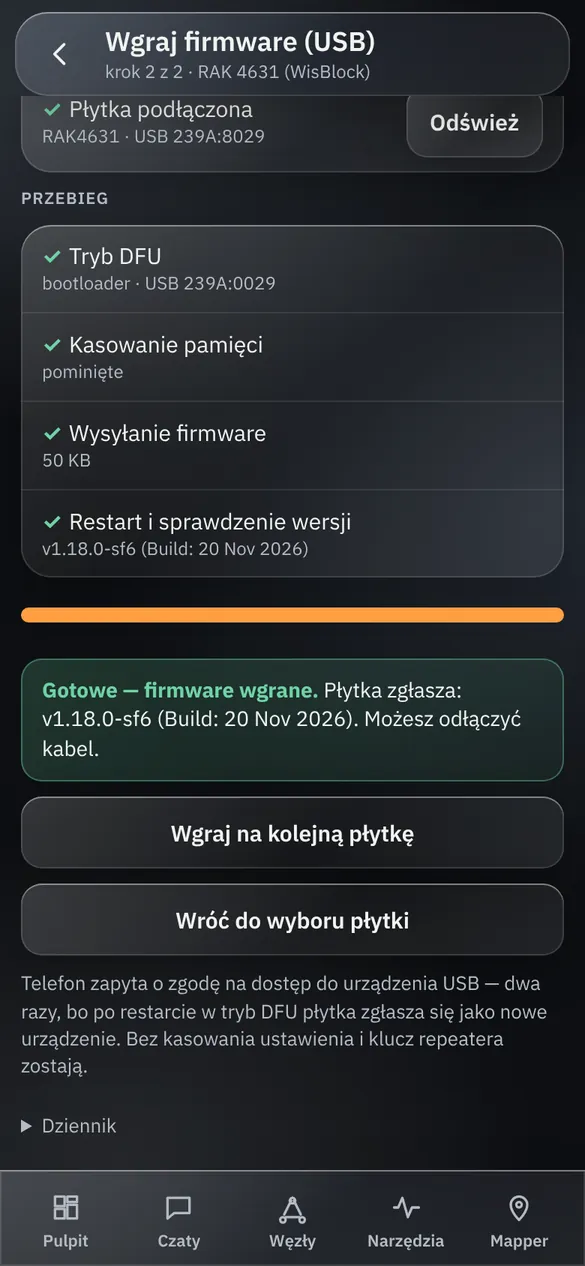 Wgraj firmware (USB)
krok 2 z 2 · RAK 4631 (WisBlock)
Płytka podłączona
RAK4631 · USB 239A:8029
Odśwież
PRZEBIEG
Tryb DFU
bootloader · USB 239A:0029
Kasowanie pamięci
pominięte
Wysyłanie firmware
50 KB
Restart i sprawdzenie wersji
v1.18.0-sf6 (Build: 20 Nov 2026)
Gotowe — firmware wgrane. Płytka zgłasza:
v1.18.0-sf6 (Build: 20 Nov 2026). Możesz odłączyć
kabel.
Wgraj na kolejną płytkę
Wróć do wyboru płytki
Telefon zapyta o zgodę na dostęp do urządzenia USB — dwa
razy, bo po restarcie w tryb DFU płytka zgłasza się jako nowe
urządzenie. Bez kasowania ustawienia i klucz repeatera
zostają.
Dziennik
Pulpit
Czaty
Węzły
Narzędzia
Mapper